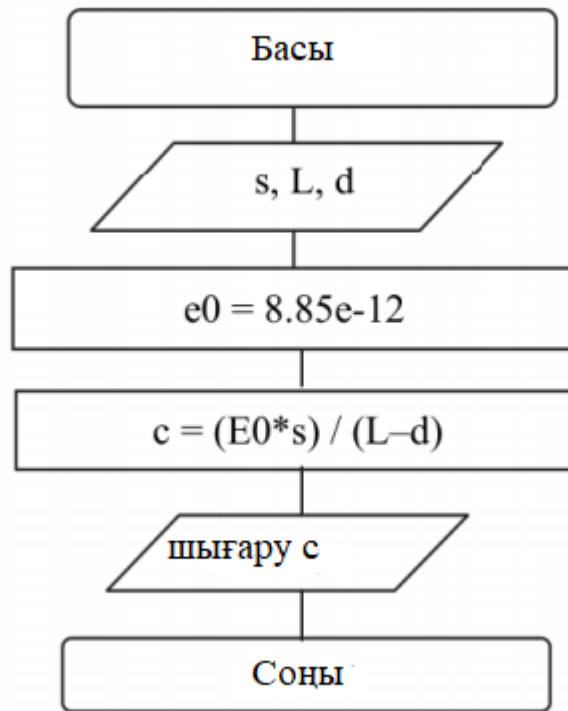 Басы
s, L, d
e0 = 8.85e-12
c = (E0*s) / (L–d)
шығару c
Соңы